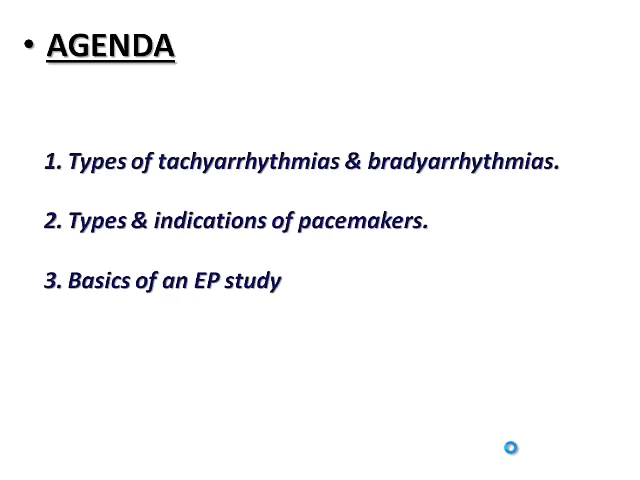 • AGENDA
1. Types of tachyarrhythmias & bradyarrhythmias.
2. Types & indications of pacemakers.
3. Basics of an EP study